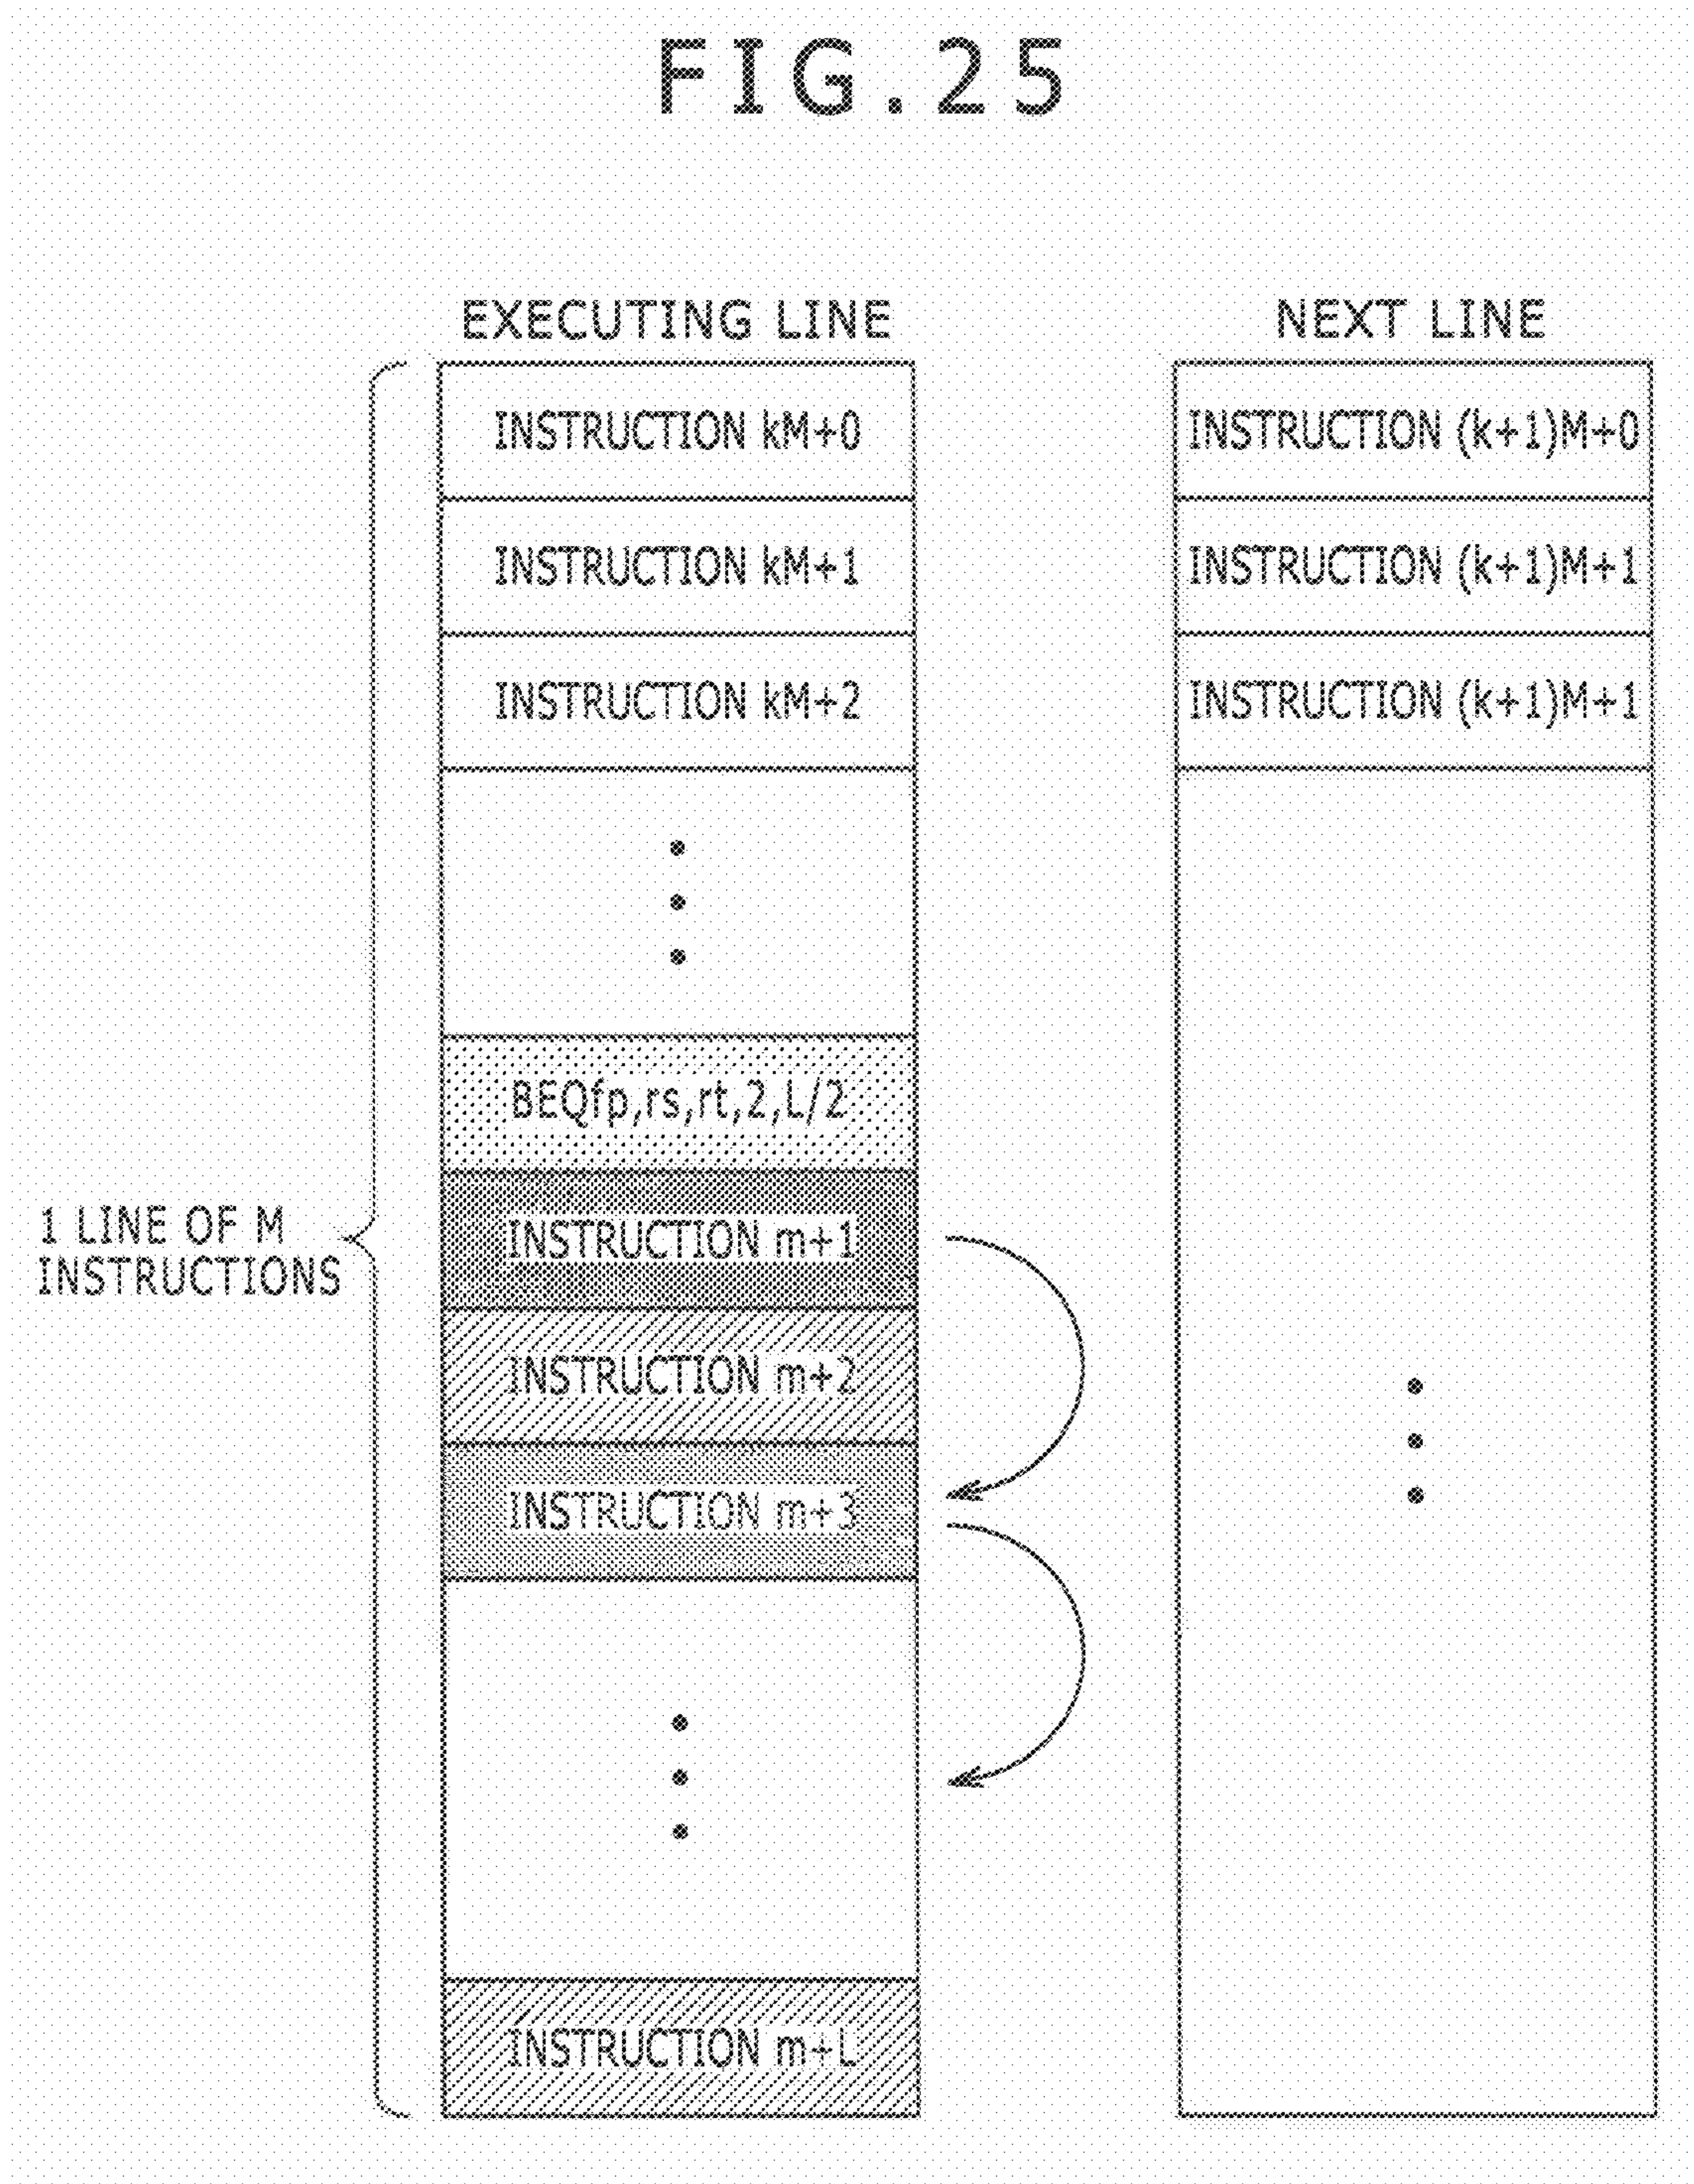 FIG.25
EXECUTING LINE
INSTRUCTION kM+0
INSTRUCTION kM+1
INSTRUCTION kM+2
BEQfp,rs,rt,2,L/2
INSTRUCTION m+1
INSTRUCTION m+2
INSTRUCTION m+3
INSTRUCTION m+L
1 LINE OF M
INSTRUCTIONS
NEXT LINE
INSTRUCTION (k+1)M+0
INSTRUCTION (k+1)M+1
INSTRUCTION (k+1)M+1